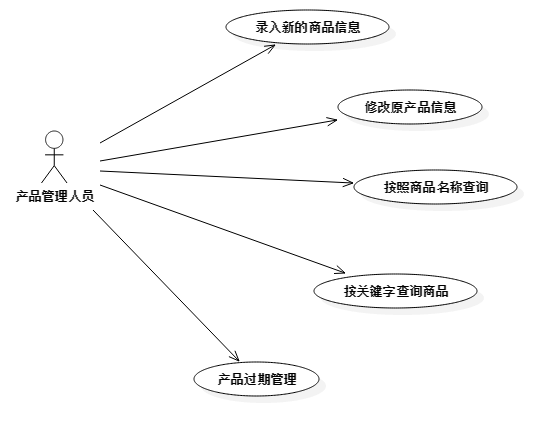 录入新的商品信息
修改原产品信息
产品管理人员
按照商品名称查询
按关键字查询商品
产品过期管理